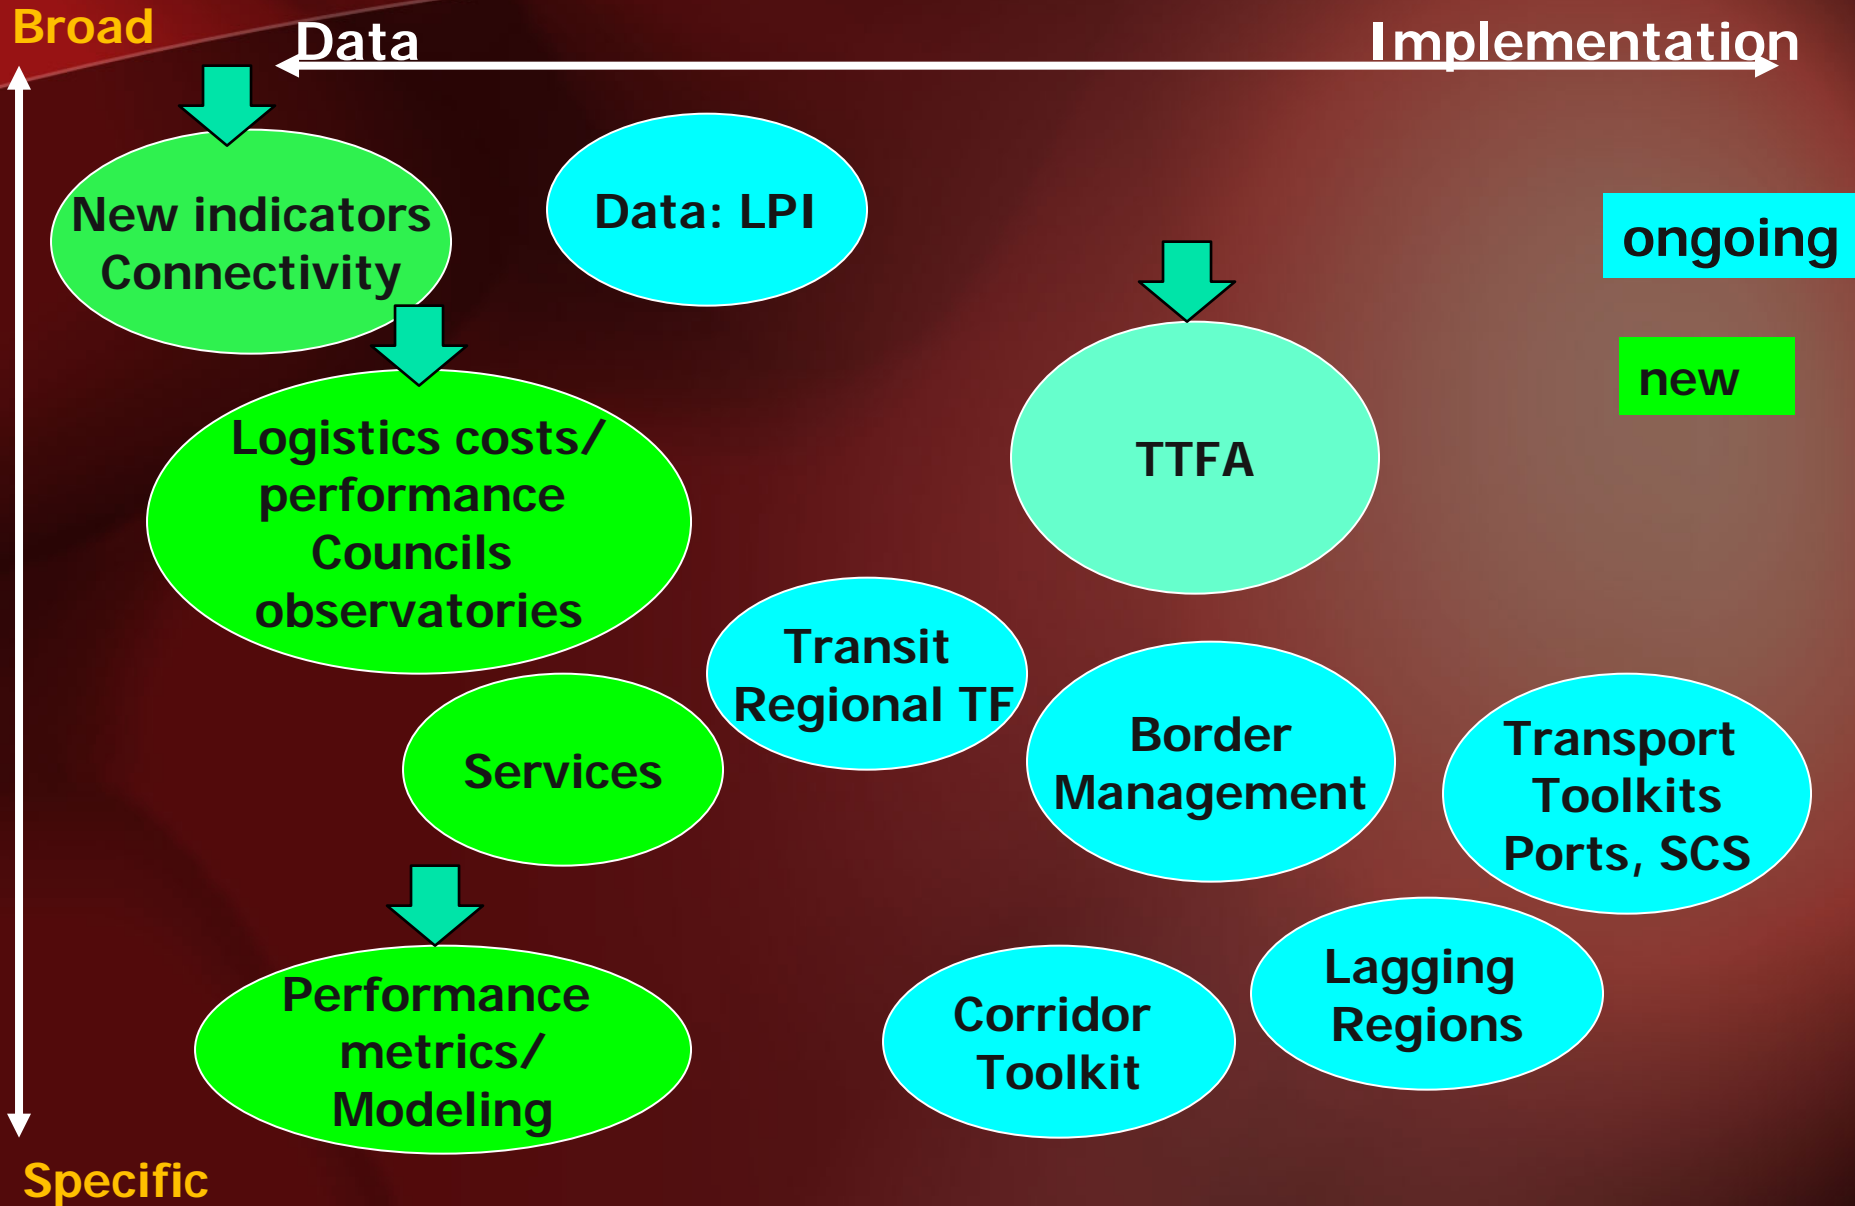 Broad
Data
Implementation
New indicators
Connectivity
Data: LPI
ongoing
new
Logistics costs/
performance
Councils
observatories
TTFA
Transit
Regional TF
Services
Border
Management
Transport
Toolkits
Ports, SCS
Performance
metrics/
Modeling
Corridor
Toolkit
Lagging
Regions
Specific